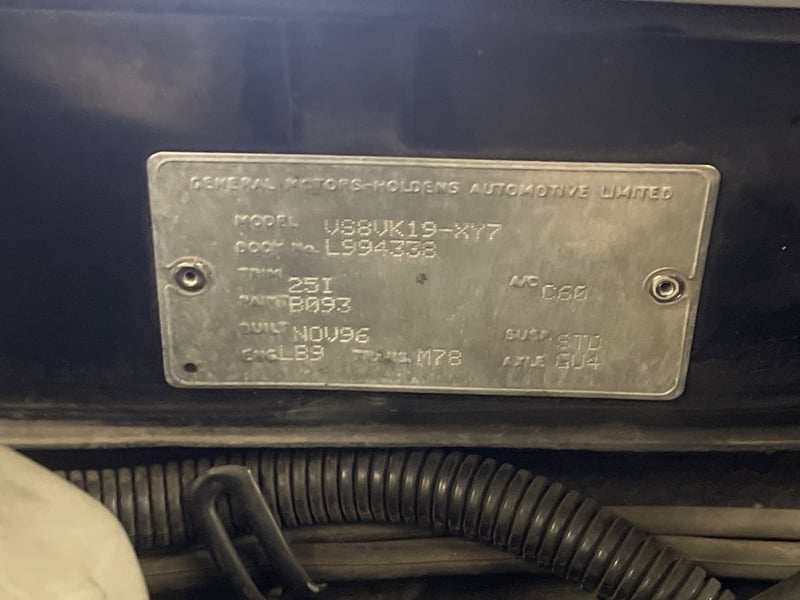 GENERAL MOTORS-HOLDENS AUTOMOTIVE LIMITED
MODEL VS8VK19-XY7
BODY No. L994338
TRIM 25I A/C C60
PAINT B093
BUILT NOV96 SUSP. STD
ENG LB9 TRANS. M78 AXLE GU4